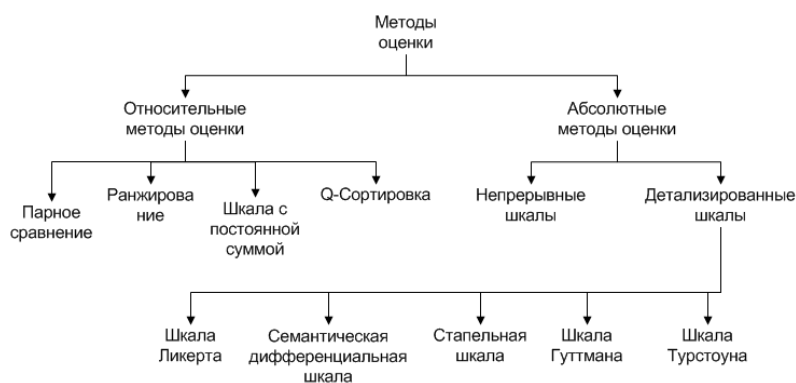 Методы
оценки
Относительные
методы оценки
Абсолютные
методы оценки
Парное
сравнение
Ранжирова
ние
Шкала с
постоянной
суммой
Q-Сортировка
Непрерывные
шкалы
Детализированные
шкалы
Шкала
Ликерта
Семантическая
дифференциальная
шкала
Стапельная
шкала
Шкала
Гуттмана
Шкала
Турстоуна